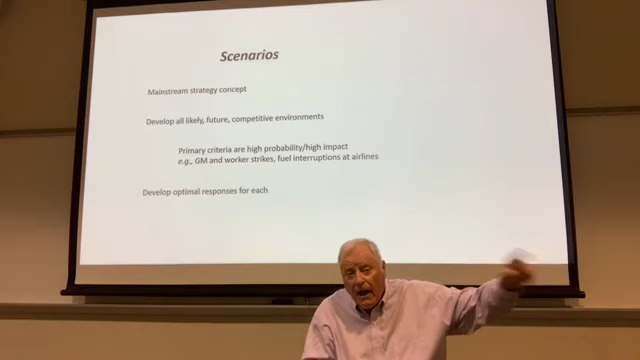 Scenarios
Mainstream strategy concept
Develop all likely, future, competitive environments
Primary criteria are high probability/high impact
e.g., GM and worker strikes, fuel interruptions at airlines
Develop optimal responses for each